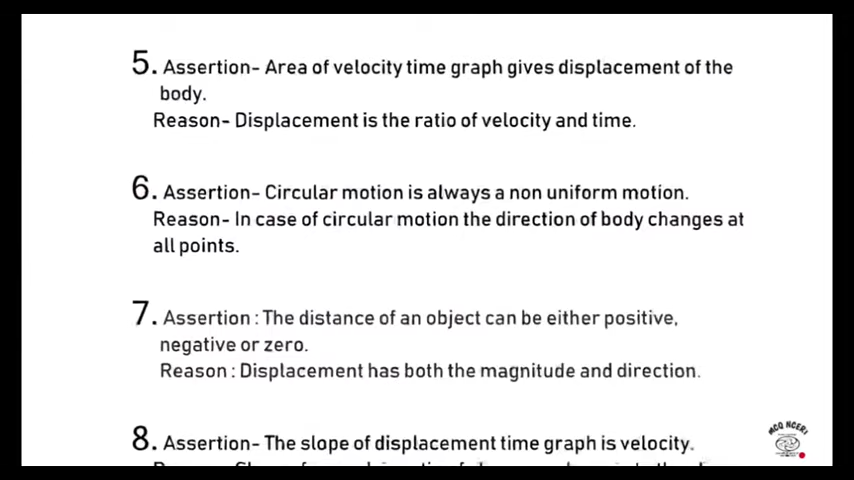 5. Assertion- Area of velocity time graph gives displacement of the
body.
Reason- Displacement is the ratio of velocity and time.
6. Assertion- Circular motion is always a non uniform motion.
Reason- In case of circular motion the direction of body changes at
all points.
7. Assertion : The distance of an object can be either positive,
negative or zero.
Reason : Displacement has both the magnitude and direction.
8. Assertion- The slope of displacement time graph is velocity.
MCQ NCERT